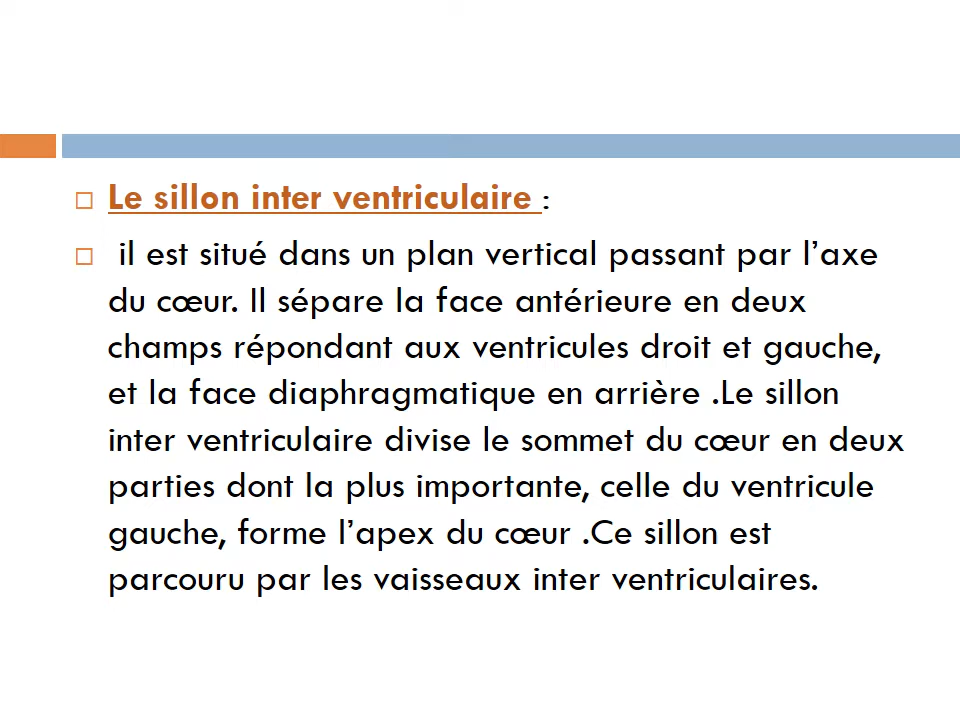 Le sillon inter ventriculaire :
il est situé dans un plan vertical passant par l’axe
du cœur. Il sépare la face antérieure en deux
champs répondant aux ventricules droit et gauche,
et la face diaphragmatique en arrière .Le sillon
inter ventriculaire divise le sommet du cœur en deux
parties dont la plus importante, celle du ventricule
gauche, forme l’apex du cœur .Ce sillon est
parcouru par les vaisseaux inter ventriculaires.